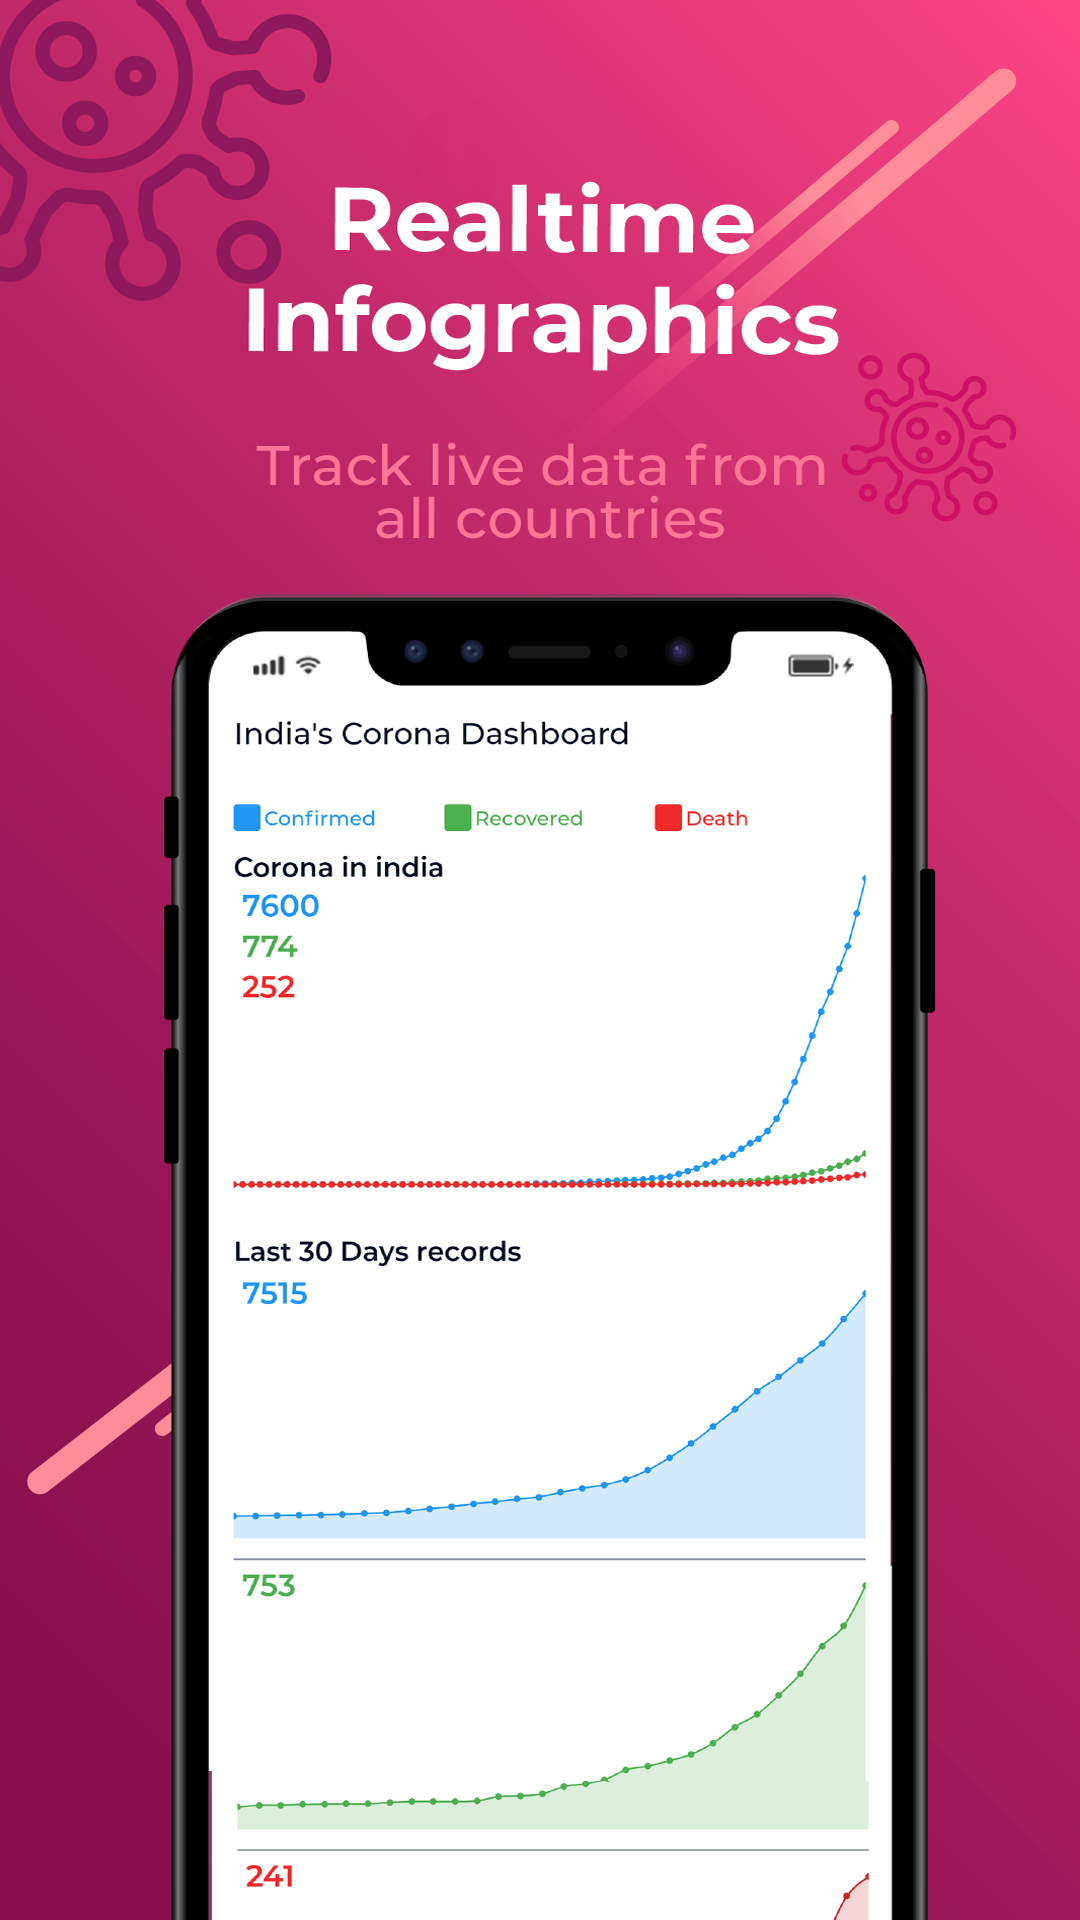 Realtime
Infographics
Track live data from
all countries
India's Corona Dashboard
Confirmed Recovered Death
Corona in india
7600
774
252
Last 30 Days records
7515
753
241